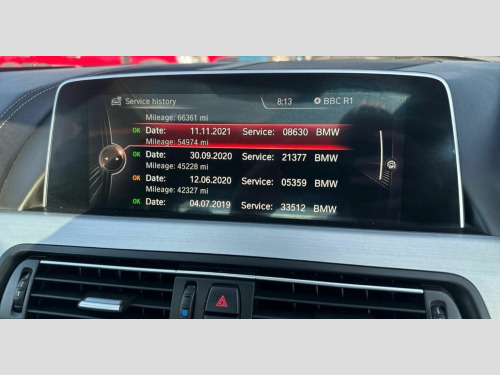 Service history 8:13 BBC R1
Mileage: 66361 mi
OK Date: 11.11.2021 Service: 08630 BMW
Mileage: 54974 mi
OK Date: 30.09.2020 Service: 21377 BMW
Mileage: 45228 mi
OK Date: 12.06.2020 Service: 05359 BMW
Mileage: 42327 mi
OK Date: 04.07.2019 Service: 33512 BMW